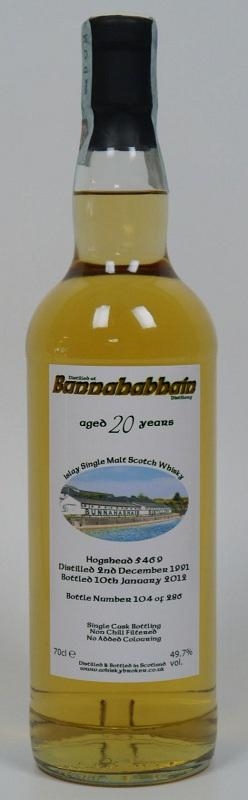 Distilled at
Bunnahabhain
Distillery
aged 20 years
Islay Single Malt Scotch Whisky
BUNNAHABHAIN
Hogshead 5469
Distilled 2nd December 1991
Bottled 10th January 2012
Bottle Number 104 of 286
Single Cask Bottling
Non Chill Filtered
No Added Colouring
70cl e
49.7%
vol.
Distilled & Bottled in Scotland
www.whiskybroker.co.uk